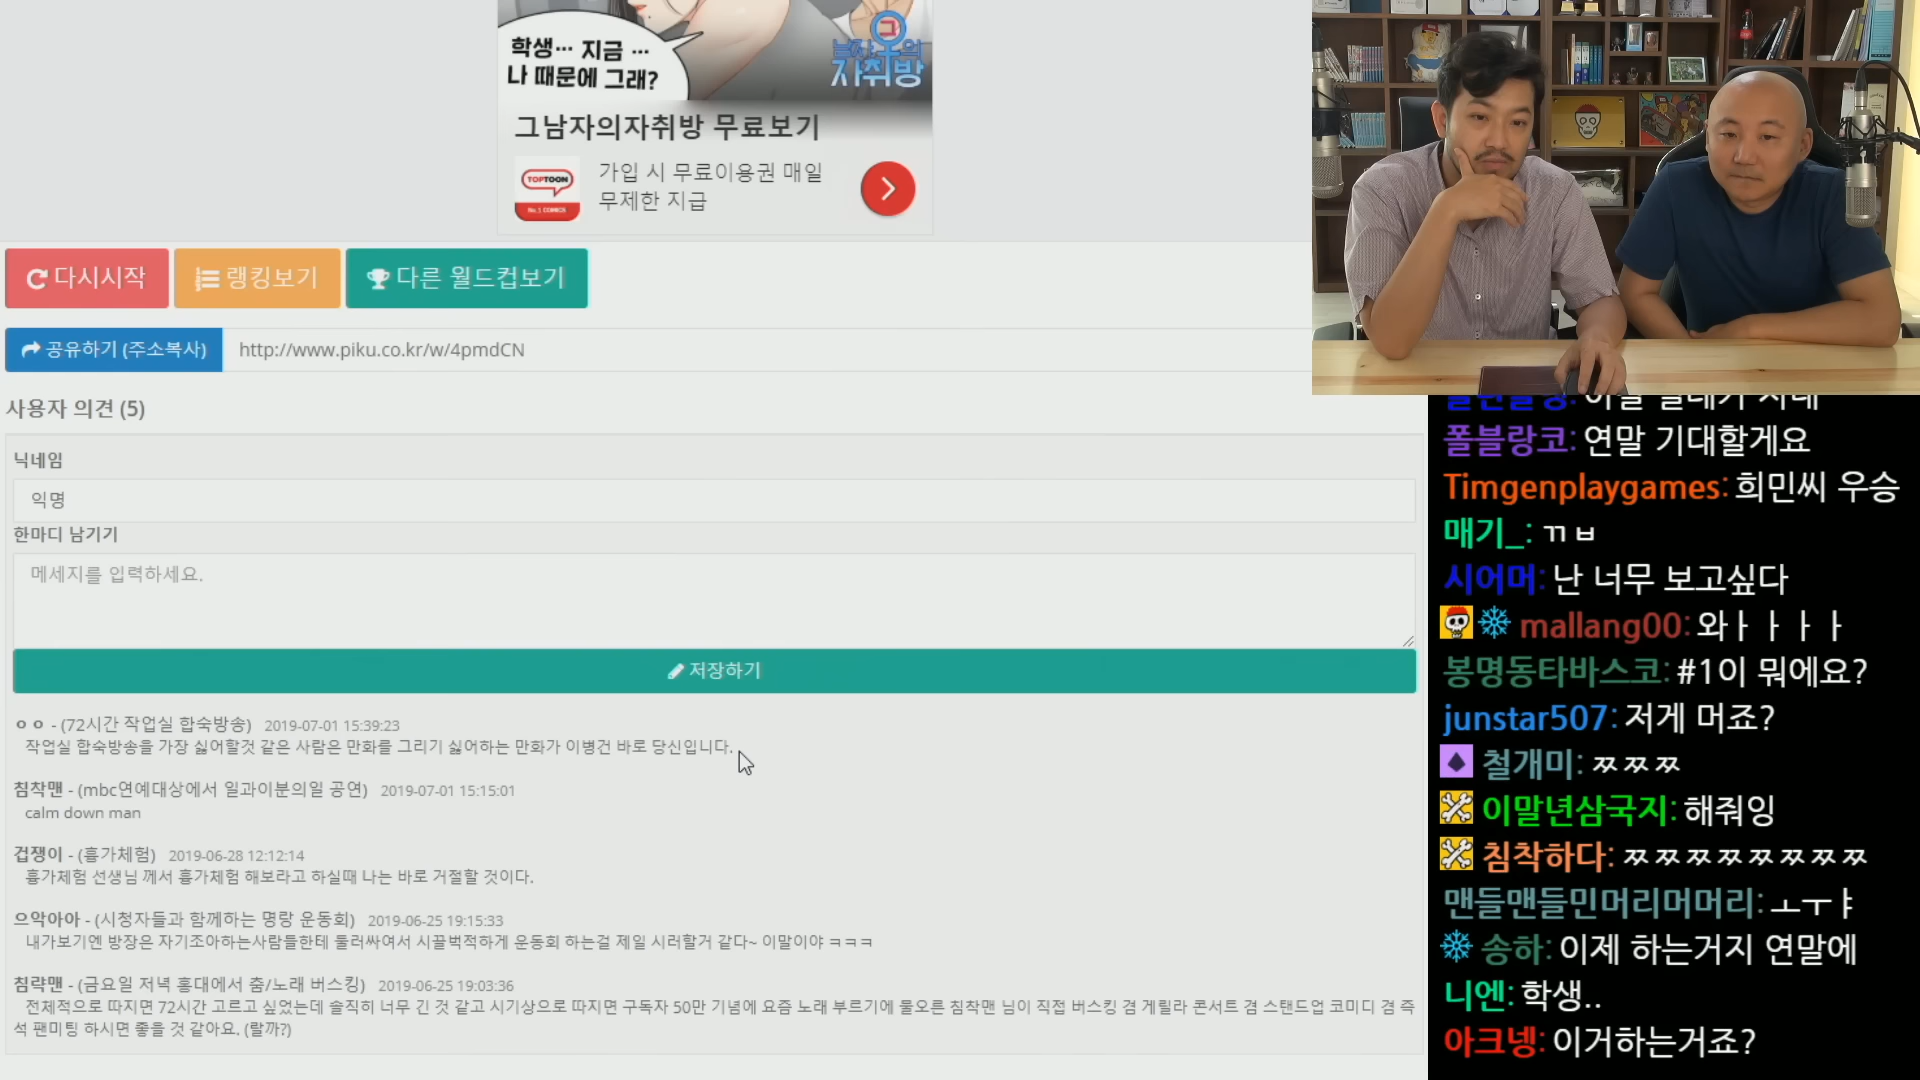 학생··· 지금 ···
나 때문에 그래?
자취방
그남자의자취방 무료보기
TOPTOON
No.1 COMICS
가입 시 무료이용권 매일
무제한 지급
다시시작
랭킹보기
다른 월드컵보기
공유하기 (주소복사)
http://www.piku.co.kr/w/4pmdCN
사용자 의견 (5)
닉네임
익명
한마디 남기기
메세지를 입력하세요.
저장하기
ㅇㅇ - (72시간 작업실 합숙방송) 2019-07-01 15:39:23
작업실 합숙방송을 가장 싫어할것 같은 사람은 만화를 그리기 싫어하는 만화가 이병건 바로 당신입니다.
침착맨 - (mbc연예대상에서 일과이분의일 공연) 2019-07-01 15:15:01
calm down man
겁쟁이 - (흉가체험) 2019-06-28 12:12:14
흉가체험 선생님 께서 흉가체험 해보라고 하실때 나는 바로 거절할 것이다.
으악아아 - (시청자들과 함께하는 명랑 운동회) 2019-06-25 19:15:33
내가보기엔 방장은 자기조아하는사람들한테 둘러싸여서 시끌벅적하게 운동회 하는걸 제일 시러할거 같다~ 이말이야 ㅋㅋㅋ
침략맨 - (금요일 저녁 홍대에서 춤/노래 버스킹) 2019-06-25 19:03:36
전체적으로 따지면 72시간 고르고 싶었는데 솔직히 너무 긴 것 같고 시기상으로 따지면 구독자 50만 기념에 요즘 노래 부르기에 물오른 침착맨 님이 직접 버스킹 겸 게릴라 콘서트 겸 스탠드업 코미디 겸 즉
석 팬미팅 하시면 좋을 것 같아요. (랄까?)
폴블랑코: 연말 기대할게요
Timgenplaygames: 희민씨 우승
매기_: ㄲㅂ
시어머: 난 너무 보고싶다
mallang00: 와ㅏㅏㅏㅏ
봉명동타바스코: #1이 뭐에요?
junstar507: 저게 머죠?
철개미: ㅉㅉㅉ
이말년삼국지: 해줘잉
침착하다: ㅉㅉㅉㅉㅉㅉㅉㅉ
맨들맨들민머리머머리: ㅗㅜㅑ
송하: 이제 하는거지 연말에
니엔: 학생..
아크넹: 이거하는거죠?